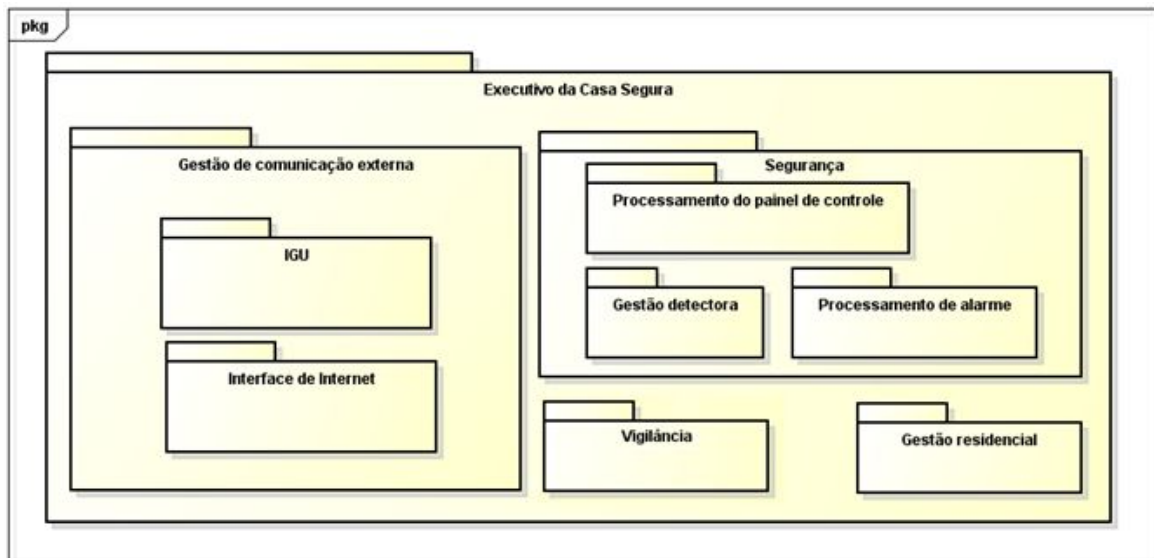 pkg
Executivo da Casa Segura
Gestão de comunicação externa
IGU
Interface de Internet
Segurança
Processamento do painel de controle
Gestão detectora
Processamento de alarme
Vigilância
Gestão residencial